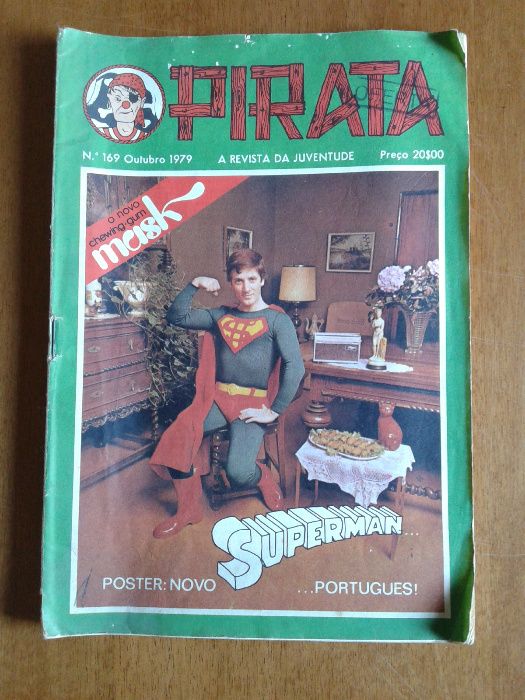 PIRATA
N.º 169 Outubro 1979 A REVISTA DA JUVENTUDE Preço 20$00
o novo
chewing-gum
mask
SUPERMAN...
POSTER: NOVO ...PORTUGUES!